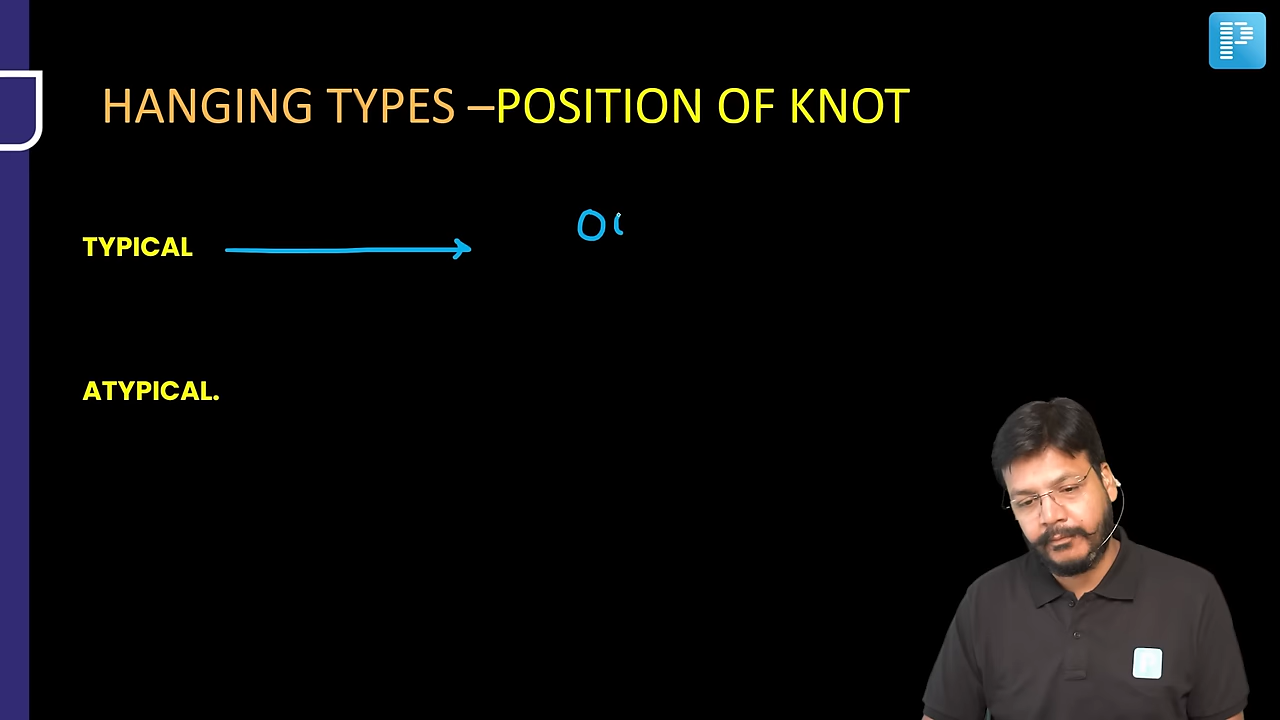 HANGING TYPES –POSITION OF KNOT
TYPICAL
ATYPICAL.